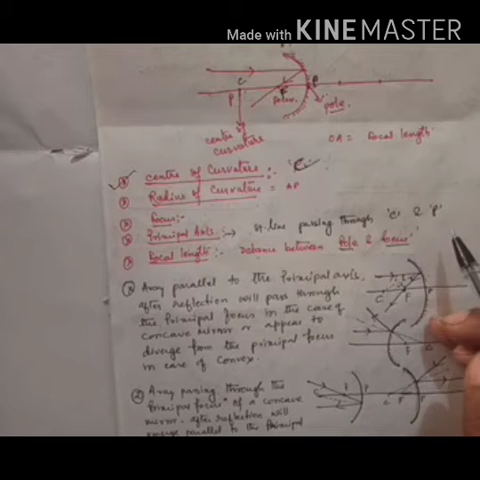 Made with KINEMASTER
C
P
P
F
pole
centre of
curvature
OA = Focal length
① Centre of Curvature :- 'C'
② Radius of Curvature = AP
③ Focus :-
④ Principal Axis :→ St. line passing through 'C' & 'P'
⑤ Focal length :- Distance between Pole & focus
① A ray parallel to the Principal axis,
after reflection will pass through
the Principal focus in the case of
concave mirror or appear to
diverge from the principal focus
in case of Convex.
C F P
F C
② A ray passing through the
Principal focus of a concave
mirror, after reflection will
emerge parallel to the Principal